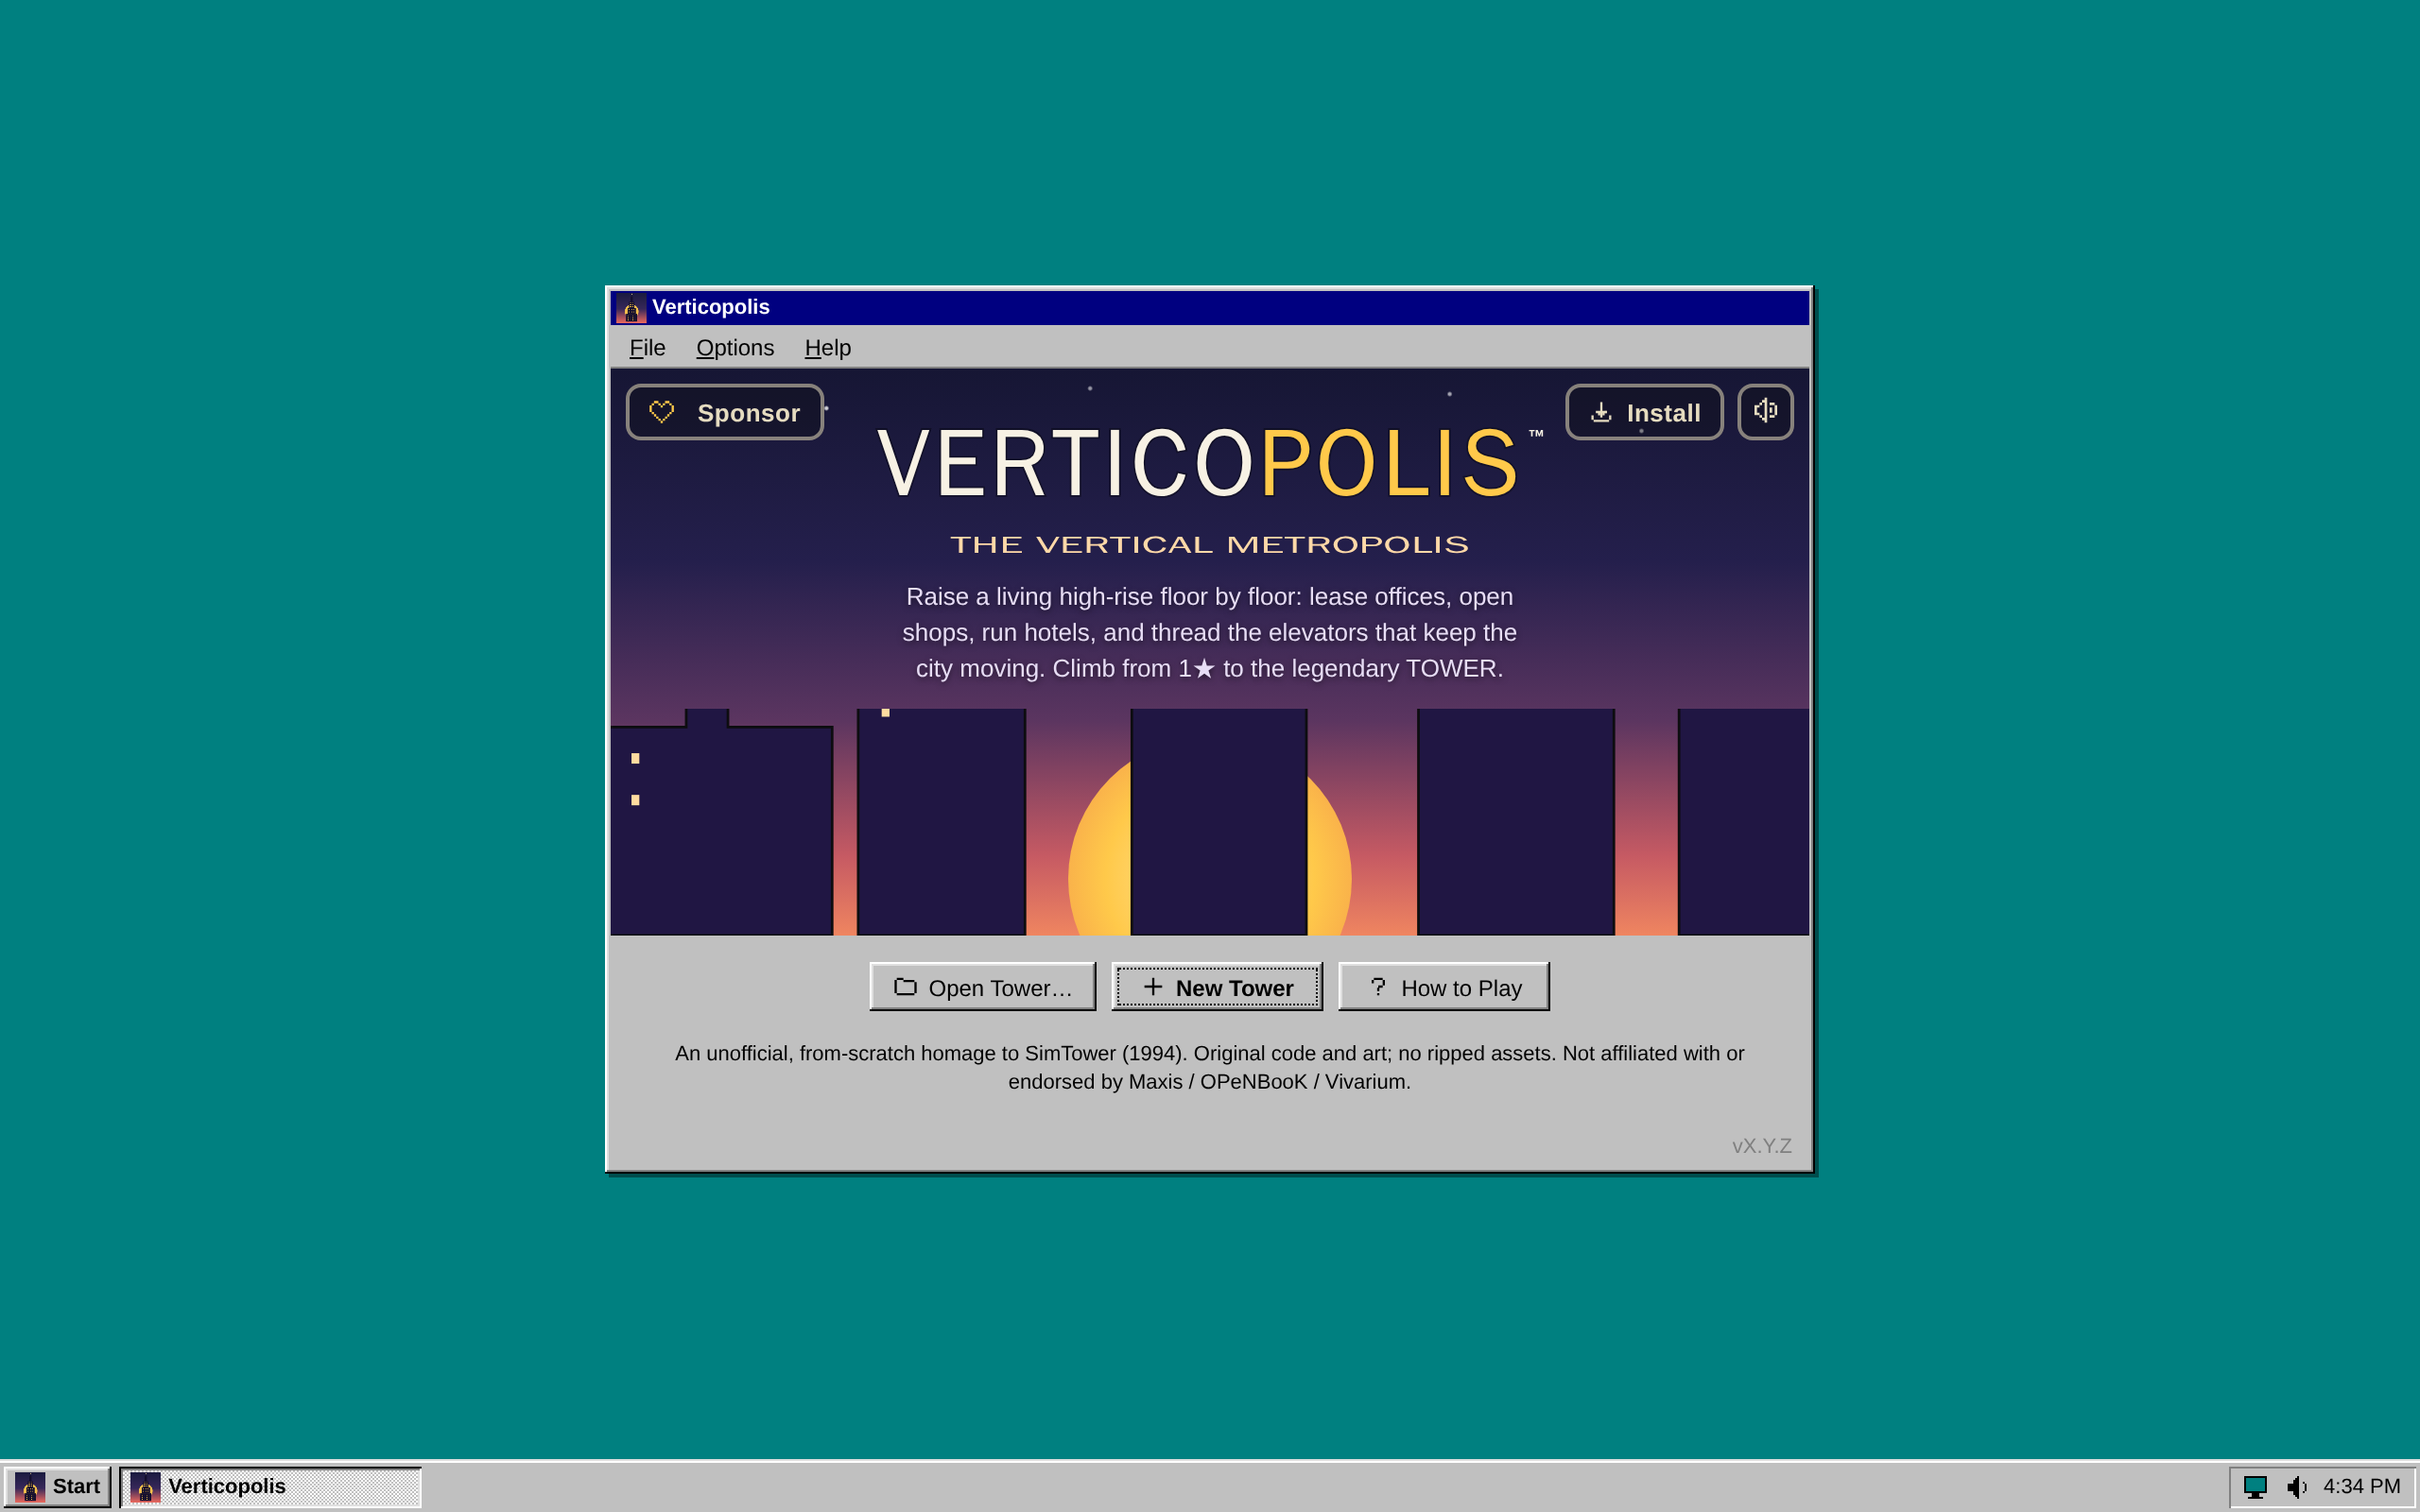 Verticopolis
File Options Help
Sponsor
Install
VERTICOPOLIS™
THE VERTICAL METROPOLIS
Raise a living high-rise floor by floor: lease offices, open
shops, run hotels, and thread the elevators that keep the
city moving. Climb from 1★ to the legendary TOWER.
Open Tower… New Tower ? How to Play
An unofficial, from-scratch homage to SimTower (1994). Original code and art; no ripped assets. Not affiliated with or
endorsed by Maxis / OPeNBooK / Vivarium.
vX.Y.Z
Start Verticopolis 4:34 PM